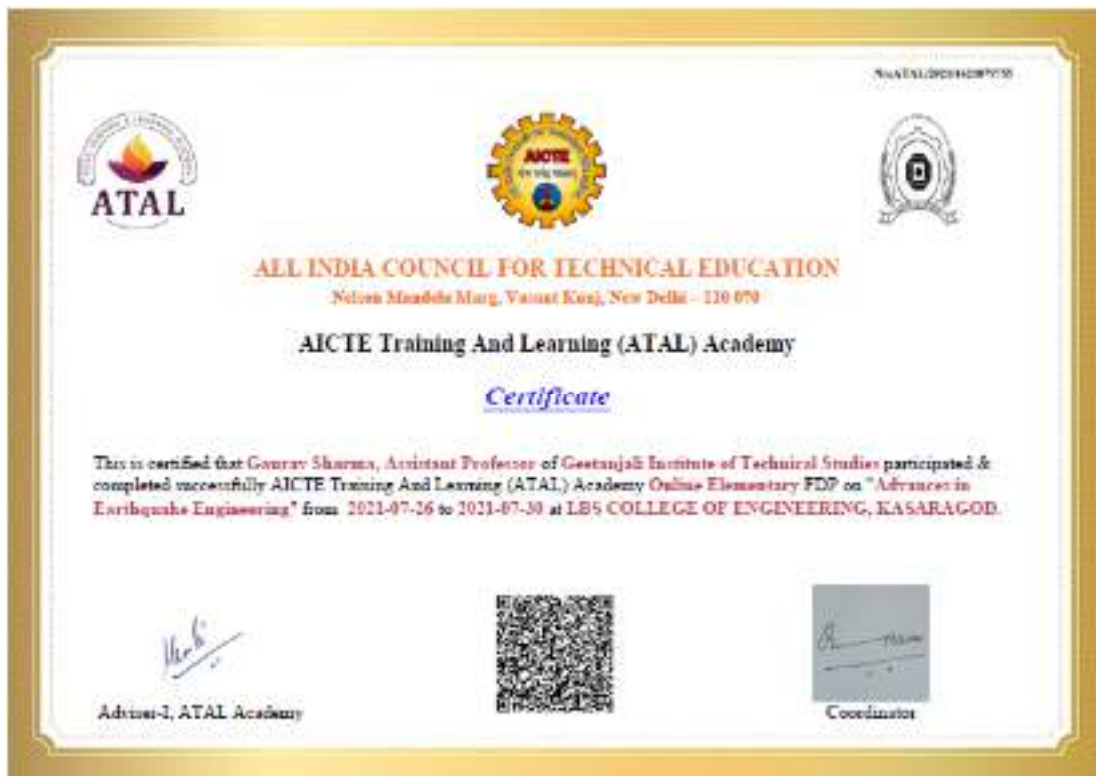 ATAL
AICTE
ALL INDIA COUNCIL FOR TECHNICAL EDUCATION
Nelson Mandela Marg, Vasant Kunj, New Delhi – 110 070
AICTE Training And Learning (ATAL) Academy
Certificate
This is certified that Gourav Sharma, Assistant Professor of Geetanjali Institute of Technical Studies participated &
completed successfully AICTE Training And Learning (ATAL) Academy Online Elementary FDP on "Advances in
Earthquake Engineering" from 2021-07-26 to 2021-07-30 at LBS COLLEGE OF ENGINEERING, KASARAGOD.
Adviser-I, ATAL Academy
Coordinator